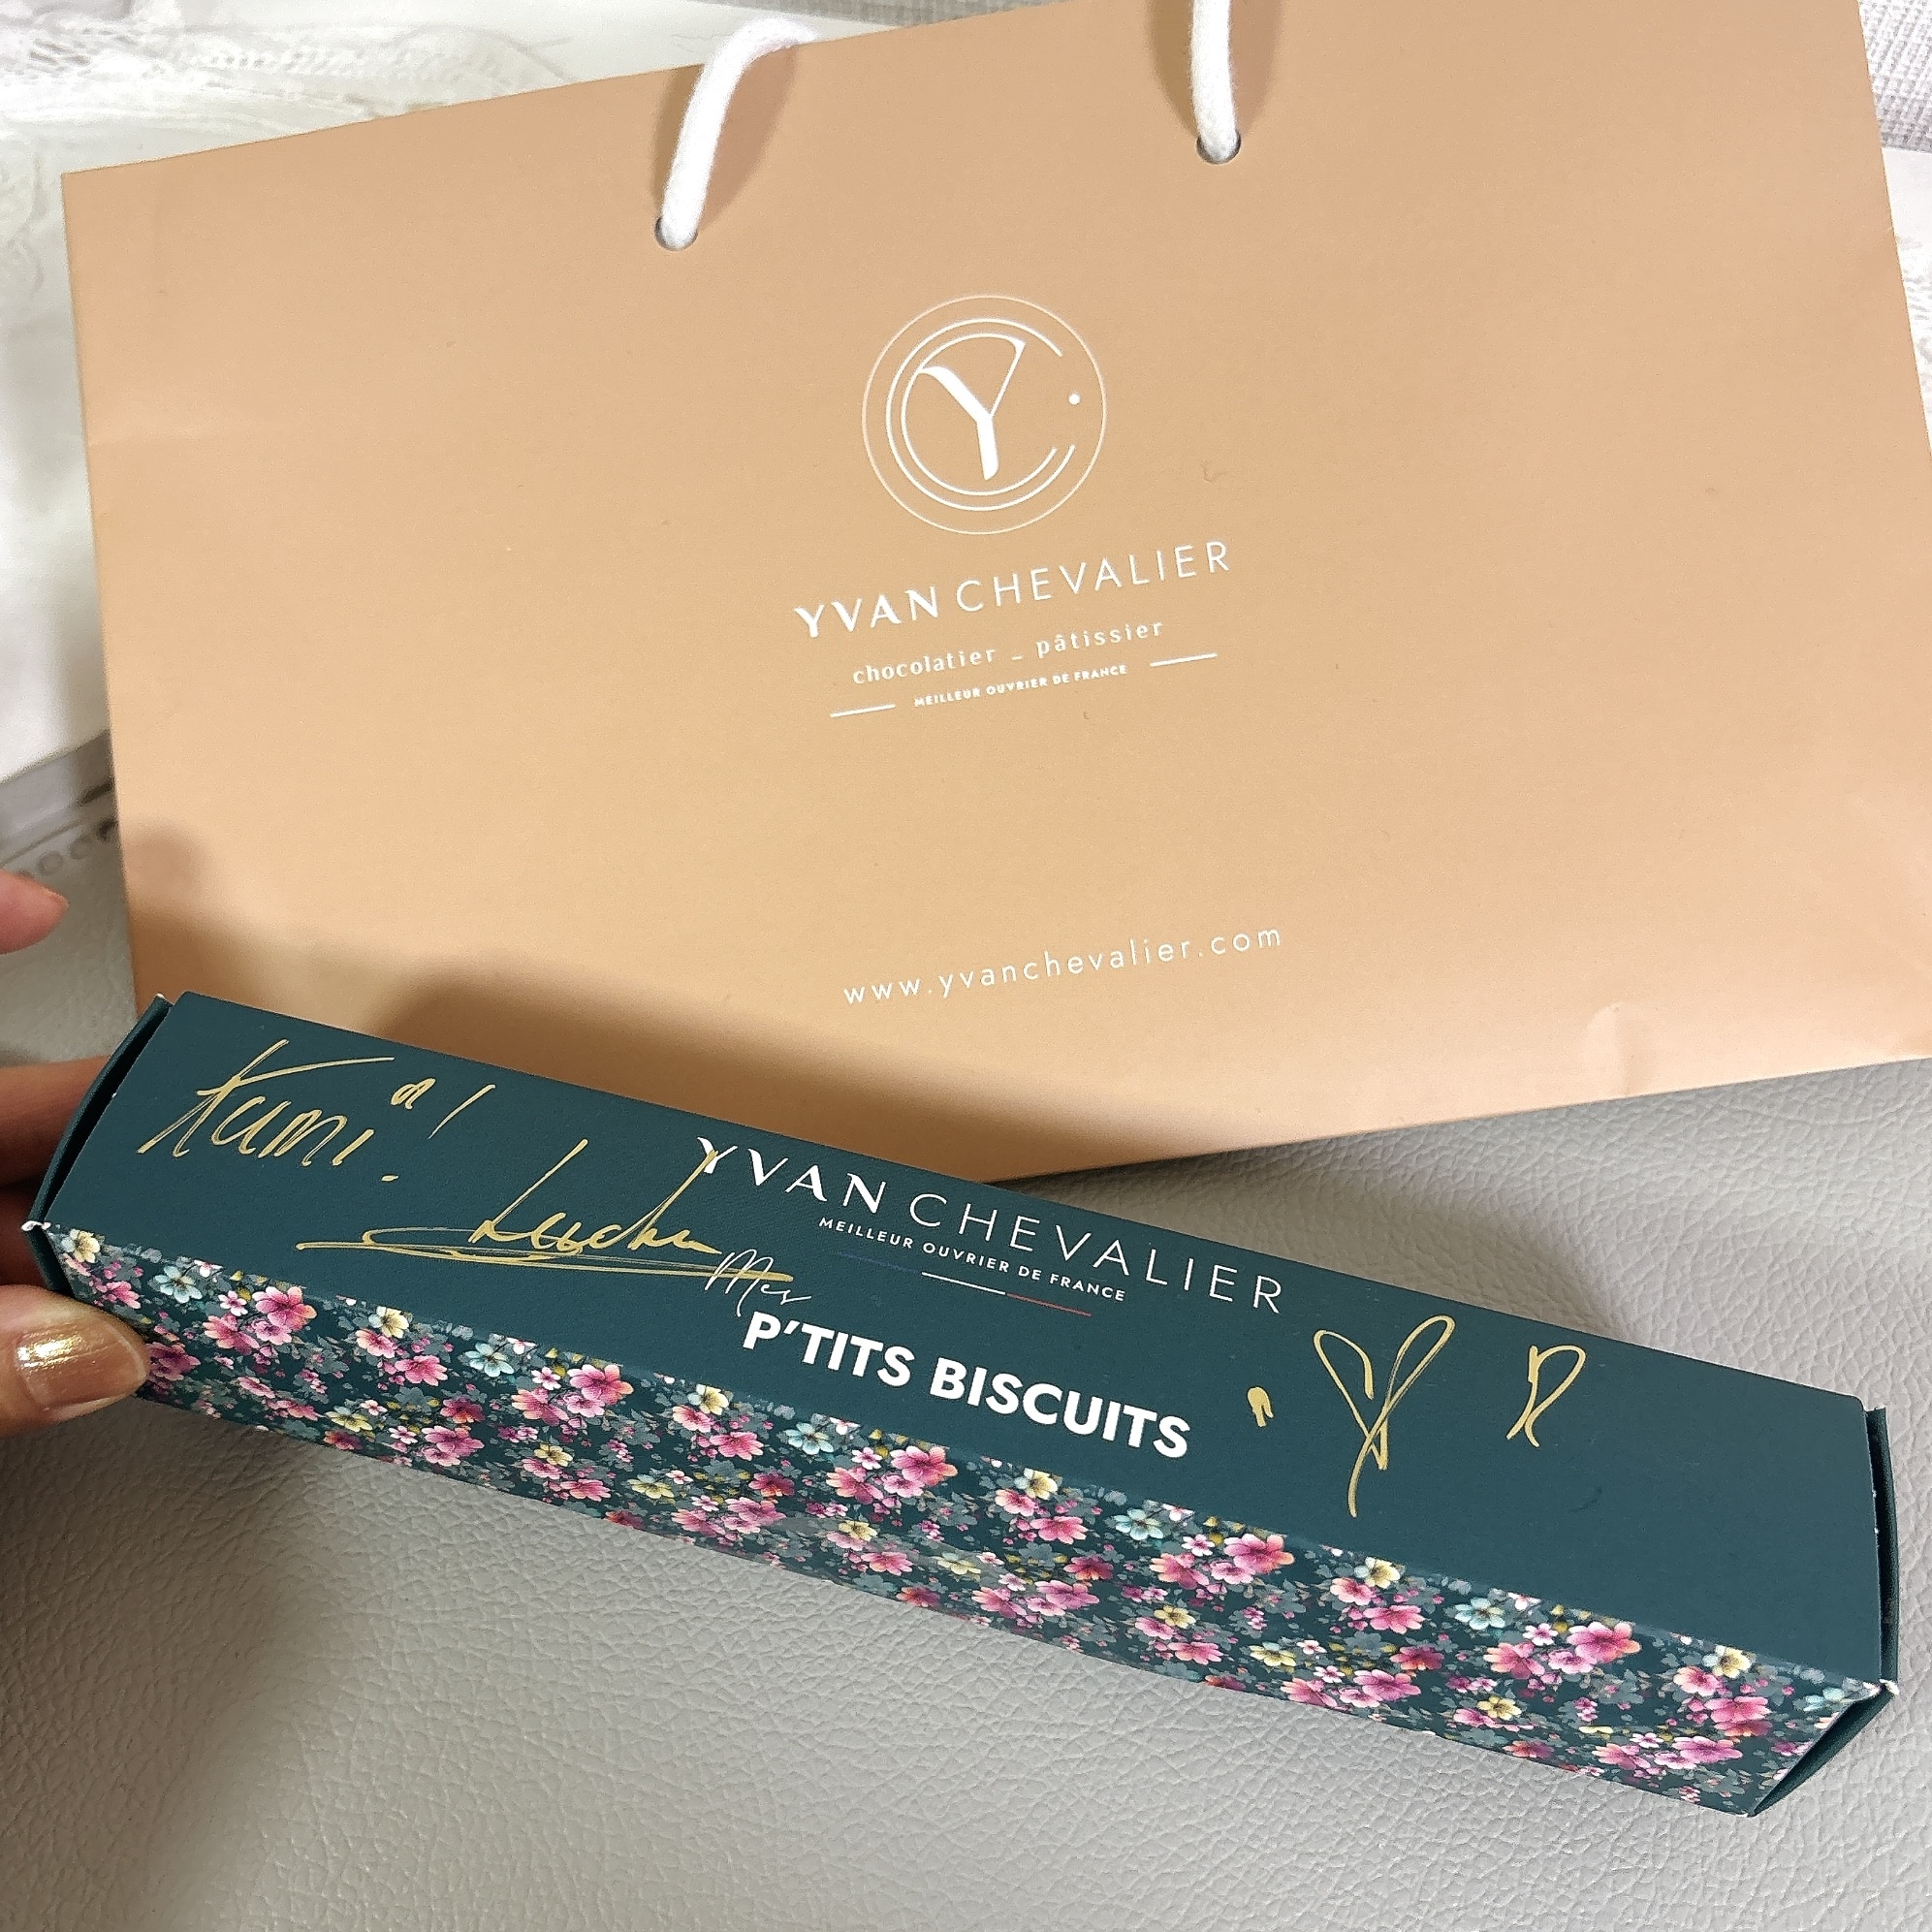 YC
YVAN CHEVALIER
chocolatier _ pâtissier
MEILLEUR OUVRIER DE FRANCE
www.yvanchevalier.com
YVAN CHEVALIER
MEILLEUR OUVRIER DE FRANCE
Mes
P'TITS BISCUITS